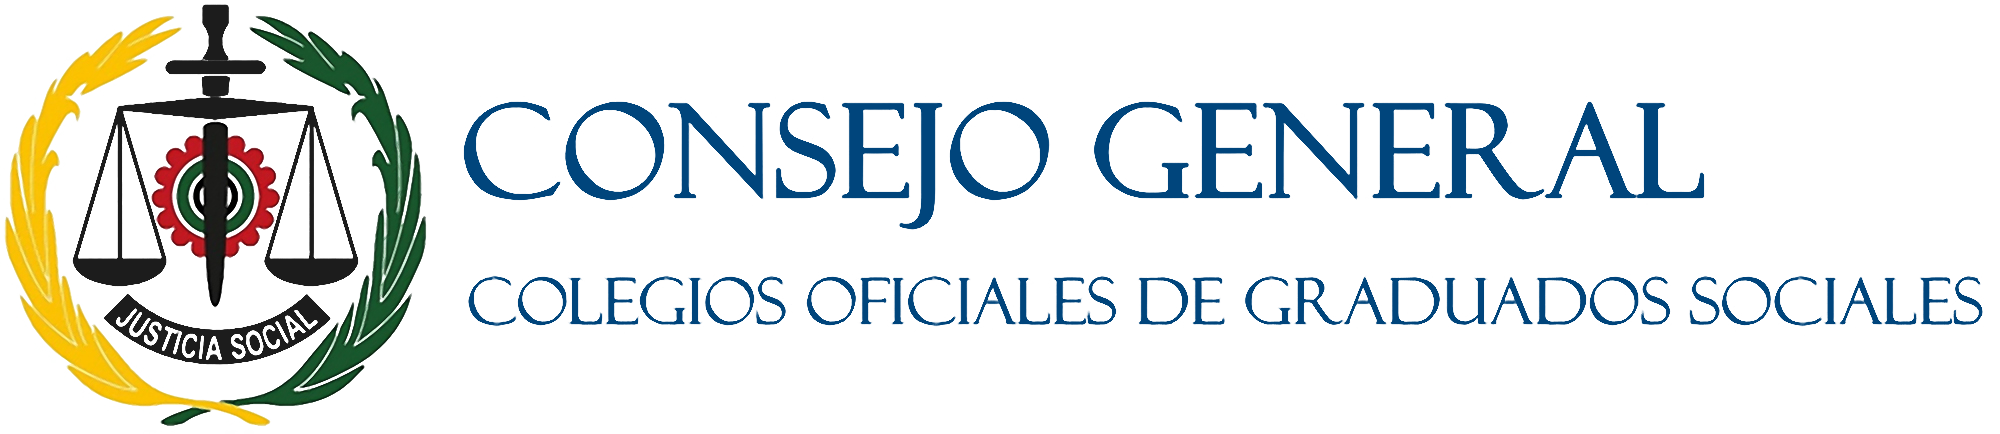 CONSEJO GENERAL
COLEGIOS OFICIALES DE GRADUADOS SOCIALES
JUSTICIA SOCIAL